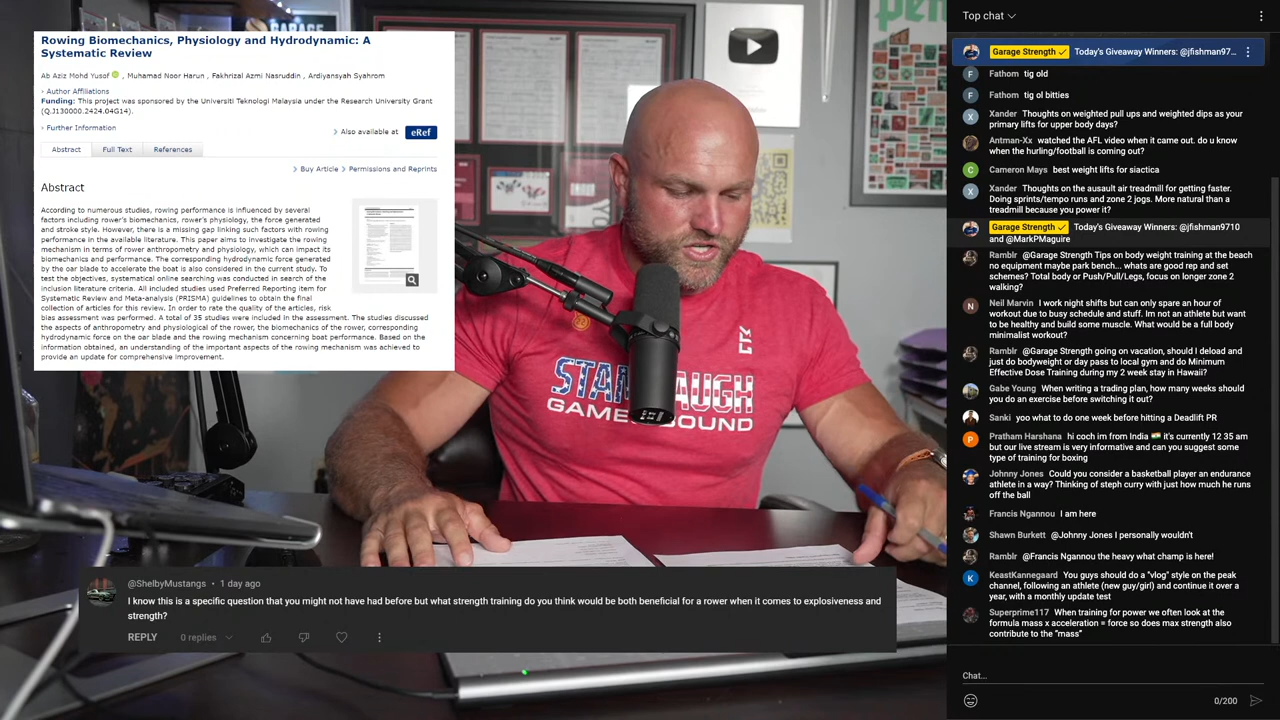 Rowing Biomechanics, Physiology and Hydrodynamic: A
Systematic Review
Ab Aziz Mohd Yusof , Muhamad Noor Harun , Fakhrizal Azmi Nasruddin , Ardiyansyah Syahrom
› Author Affiliations
Funding: This project was sponsored by the Universiti Teknologi Malaysia under the Research University Grant
(Q.J130000.2424.04G14).
› Further Information
Also available at eRef
Abstract Full Text References
Buy Article Permissions and Reprints
Abstract
According to numerous studies, rowing performance is influenced by several
factors including rower's biomechanics, rower's physiology, the force generated
and stroke style. However, there is a missing gap linking such factors with rowing
performance in the available literature. This paper aims to investigate the rowing
mechanism in terms of rower anthropometry and physiology, which can impact its
biomechanics and performance. The corresponding hydrodynamic force generated
by the oar blade to accelerate the boat is also considered in the current study. To
test the objectives, systematic online searching was conducted in search of the
inclusion literature criteria. All included studies used Preferred Reporting item for
Systematic Review and Meta-analysis (PRISMA) guidelines to obtain the final
collection of articles for this review. In order to rate the quality of the articles, risk
bias assessment was performed. A total of 35 studies were included in the assessment. The studies discussed
the aspects of anthropometry and physiological of the rower, the biomechanics of the rower, corresponding
hydrodynamic force on the oar blade and the rowing mechanism concerning boat performance. Based on the
information obtained, an understanding of the important aspects of the rowing mechanism was achieved to
provide an update for comprehensive improvement.
GARAGE
pen
GAME BOUND
@ShelbyMustangs • 1 day ago
I know this is a specific question that you might not have had before but what strength training do you think would be both beneficial for a rower when it comes to explosiveness and
strength?
REPLY 0 replies
Top chat
Garage Strength Today's Giveaway Winners: @jfishman97...
Fathom tig old
Fathom tig ol bitties
Xander Thoughts on weighted pull ups and weighted dips as your
primary lifts for upper body days?
Antman-Xx watched the AFL video when it came out. do u know
when the hurling/football is coming out?
Cameron Mays best weight lifts for siactica
Xander Thoughts on the assault air treadmill for getting faster.
Doing sprints/tempos/zone 2 jogs more natural than a
treadmill because you power it?
Garage Strength Today's Giveaway Winners: @jfishman9710
and @MarkPMaguire
Ramblr @Garage Strength Tips on body part training at the beach
no equipment maybe park bench, whats reps and set
schemes? Total body or Push/Pull/Legs, focus on lots of zone 2
walking?
Neil Marvin I work night shifts but can only spare an hour of
workout due to busy schedule and stuff. Im not an athlete but want
to be healthy and build some muscle. What would be a full body
minimalist workout?
Ramblr @Garage Strength going on vacation, should I deload and
just do bodyweight or day pass to local gym and do Minimum
Effective Dose Training during my 2 week stay in Hawaii?
Gabe Young When writing a trading plan, how many weeks should
you do an exercise before switching it out?
Sanki yoo what to do one week before hitting a Deadlift PR
Pratham Harshana hi coch im from India 🇮🇳 it's currently 12 35 am
but our live stream is very informative and can you suggest some
type of training for boxing
Johnny Jones Could you consider a basketball player an endurance
athlete in a way? Thinking of steph curry with just how much he runs
off the ball
Francis Ngannou I am here
Shawn Burkett @Johnny Jones I personally wouldn't
Ramblr @Francis Ngannou the heavy what champ is here!
KeastKannegaard You guys should do a "vlog" style on the peak
channel, following an athlete (new guy/girl) and continue it over a
year, with a monthly update test
Superprime117 When training for power we often look at the
formula mass x acceleration = force so does max strength also
contribute to the "mass"
Chat...
0/200